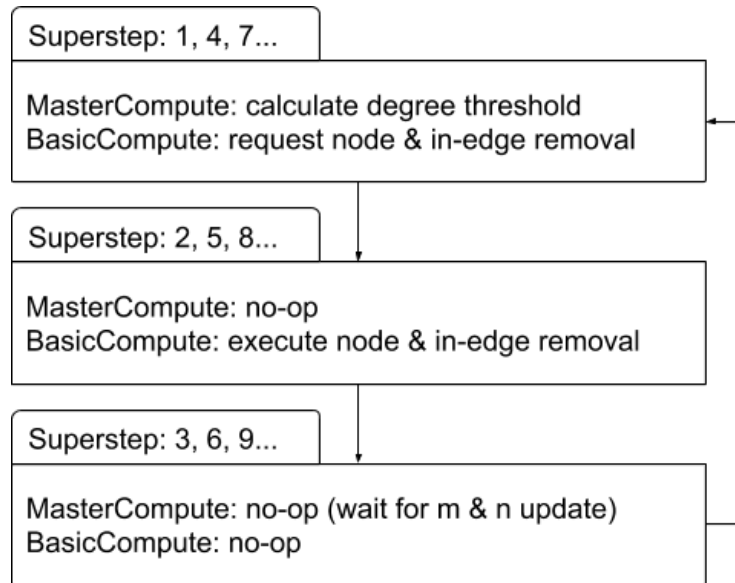 Superstep: 1, 4, 7...
MasterCompute: calculate degree threshold
BasicCompute: request node & in-edge removal
Superstep: 2, 5, 8...
MasterCompute: no-op
BasicCompute: execute node & in-edge removal
Superstep: 3, 6, 9...
MasterCompute: no-op (wait for m & n update)
BasicCompute: no-op